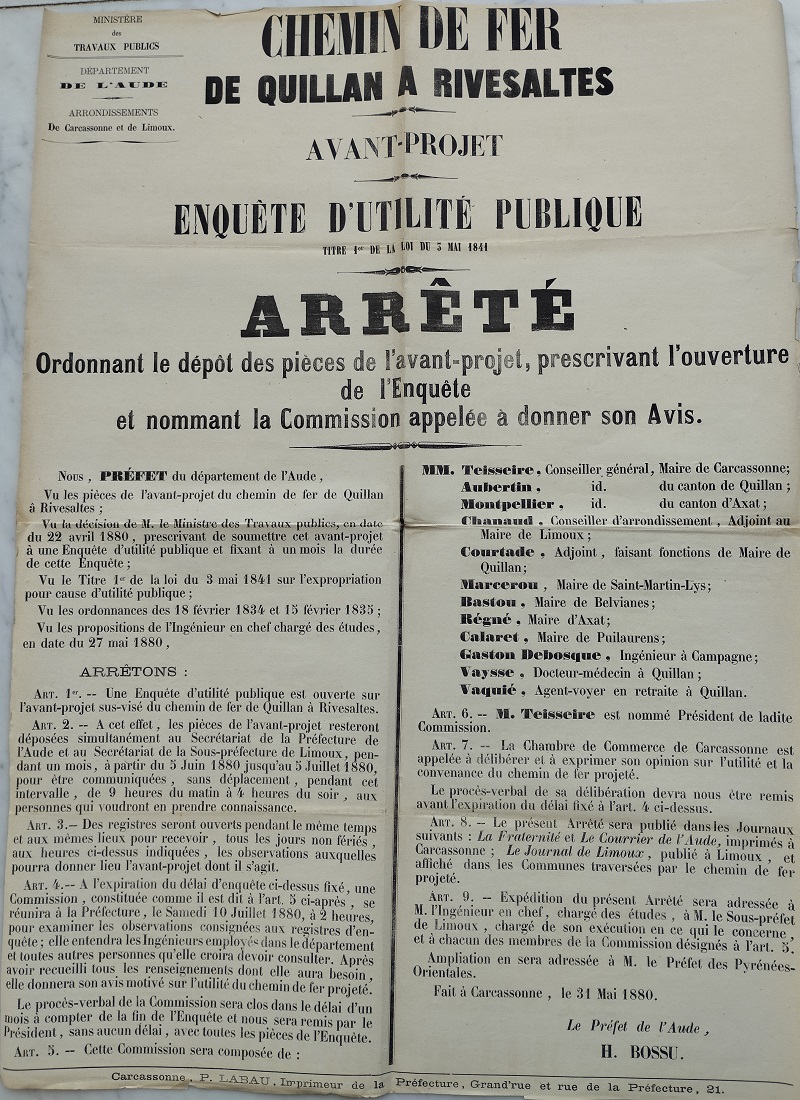 MINISTÈRE
des
TRAVAUX PUBLICS
DÉPARTEMENT
DE L'AUDE
ARRONDISSEMENTS
De Carcassonne et de Limoux.
CHEMIN DE FER
DE QUILLAN A RIVESALTES
AVANT-PROJET
ENQUÊTE D'UTILITÉ PUBLIQUE
TITRE 1er DE LA LOI DU 3 MAI 1841
ARRÊTÉ
Ordonnant le dépôt des pièces de l'avant-projet, prescrivant l'ouverture
de l'Enquête
et nommant la Commission appelée à donner son Avis.
Nous, PRÉFET du département de l'Aude,
Vu les pièces de l'avant-projet du chemin de fer de Quillan
à Rivesaltes ;
Vu la décision de M. le Ministre des Travaux publics, en date
du 22 avril 1880, prescrivant de soumettre cet avant-projet
à une Enquête d'utilité publique et fixant à un mois la durée
de cette Enquête ;
Vu le Titre 1er de la loi du 3 mai 1841 sur l'expropriation
pour cause d'utilité publique ;
Vu les ordonnances des 18 février 1834 et 15 février 1835 ;
Vu les propositions de l'Ingénieur en chef chargé des études,
en date du 27 mai 1880,
ARRÊTONS :
ART. 1er. -- Une Enquête d'utilité publique est ouverte sur
l'avant-projet sus-visé du chemin de fer de Quillan à Rivesaltes.
ART. 2. -- A cet effet, les pièces de l'avant-projet resteront
déposées simultanément au Secrétariat de la Préfecture de
l'Aude et au Secrétariat de la Sous-préfecture de Limoux, pen-
dant un mois, à partir du 5 Juin 1880 jusqu'au 5 Juillet 1880,
pour être communiquées, sans déplacement, pendant cet
intervalle, de 9 heures du matin à 4 heures du soir, aux
personnes qui voudront en prendre connaissance.
ART. 3.- Des registres seront ouverts pendant le même temps
et aux mêmes lieux pour recevoir, tous les jours non fériés,
aux heures ci-dessus indiquées, les observations auxquelles
pourra donner lieu l'avant-projet dont il s'agit.
ART. 4.-- A l'expiration du délai d'enquête ci-dessus fixé, une
Commission, constituée comme il est dit à l'art. 5 ci-après, se
réunira à la Préfecture, le Samedi 10 Juillet 1880, à 2 heures,
pour examiner les observations consignées aux registres d'en-
quête ; elle entendra les Ingénieurs employés dans le département
et toutes autres personnes qu'elle croira devoir consulter. Après
avoir recueilli tous les renseignements dont elle aura besoin,
elle donnera son avis motivé sur l'utilité du chemin de fer projeté.
Le procès-verbal de la Commission sera clos dans le délai d'un
mois à compter de la fin de l'Enquête et nous sera remis par le
Président, sans aucun délai, avec toutes les pièces de l'Enquête.
ART. 5. -- Cette Commission sera composée de :
MM. Teisseire, Conseiller général, Maire de Carcassonne;
Aubertin, id. du canton de Quillan ;
Montpellier, id. du canton d'Axat ;
Chanaud, Conseiller d'arrondissement, Adjoint au
Maire de Limoux ;
Courtade, Adjoint, faisant fonctions de Maire de
Quillan;
Marcerou, Maire de Saint-Martin-Lys;
Bastou, Maire de Belvianes;
Régné, Maire d'Axat;
Calaret, Maire de Puilaurens;
Gaston Debosque, Ingénieur à Campagne;
Vaysse, Docteur-médecin à Quillan ;
Vaquié, Agent-voyer en retraite à Quillan.
ART. 6. -- M. Teisseire est nommé Président de ladite
Commission.
ART. 7. -- La Chambre de Commerce de Carcassonne est
appelée à délibérer et à exprimer son opinion sur l'utilité et la
convenance du chemin de fer projeté.
Le procès-verbal de sa délibération devra nous être remis
avant l'expiration du délai fixé à l'art. 4 ci-dessus.
ART. 8. - Le présent Arrêté sera publié dans les Journaux
suivants : La Fraternité et Le Courrier de l'Aude, imprimés à
Carcassonne ; Le Journal de Limoux, publié à Limoux, et
affiché dans les Communes traversées par le chemin de fer
projeté.
ART. 9. - Expédition du présent Arrêté sera adressée à
M. l'Ingénieur en chef, chargé des études, à M. le Sous-préfet
de Limoux, chargé de son exécution en ce qui le concerne,
et à chacun des membres de la Commission désignés à l'art. 5.
Ampliation en sera adressée à M. le Préfet des Pyrénées-
Orientales.
Fait à Carcassonne, le 31 Mai 1880.
Le Préfet de l'Aude,
H. BOSSU.
Carcassonne, P. LABAU, Imprimeur de la Préfecture, Grand'rue et rue de la Préfecture, 21.